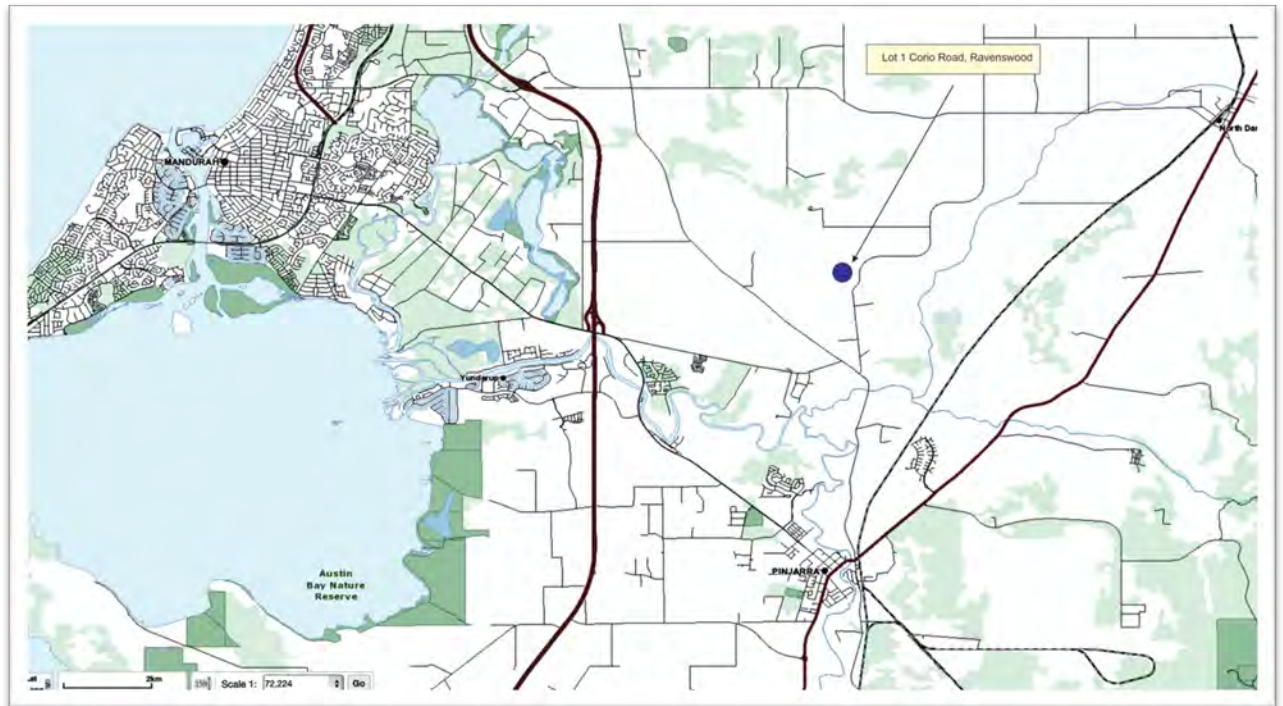 Lot 1 Corio Road, Ravenswood
North Dan
MANDURAH
Yunderup
Austin
Bay Nature
Reserve
PINJARRA
2km
Scale 1: 72,224 Go